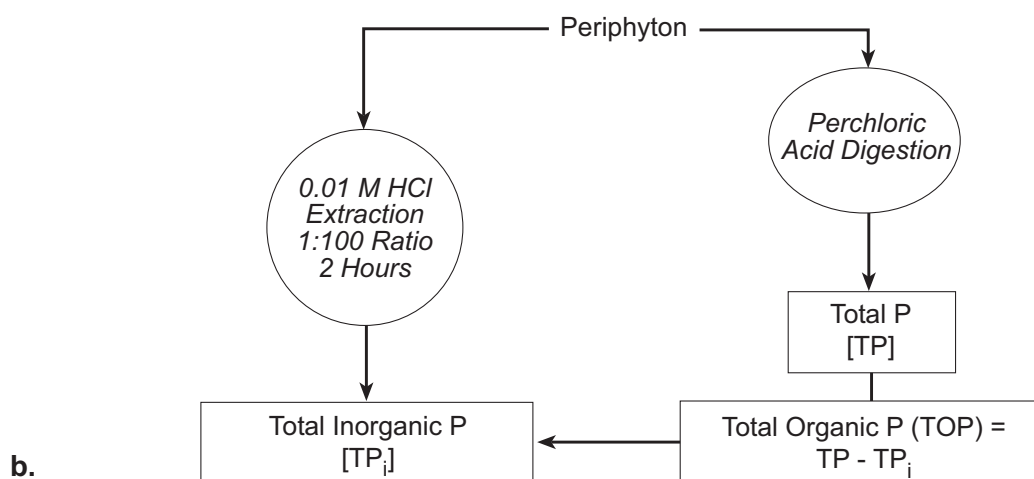 Periphyton
0.01 M HCl
Extraction
1:100 Ratio
2 Hours
Perchloric
Acid Digestion
Total P
[TP]
Total Inorganic P
[TPi]
Total Organic P (TOP) =
TP - TPi
b.